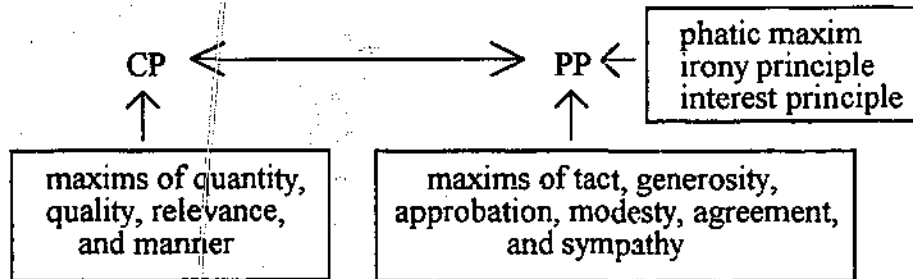 CP
PP
phatic maxim
irony principle
interest principle
maxims of quantity,
quality, relevance,
and manner
maxims of tact, generosity,
approbation, modesty, agreement,
and sympathy